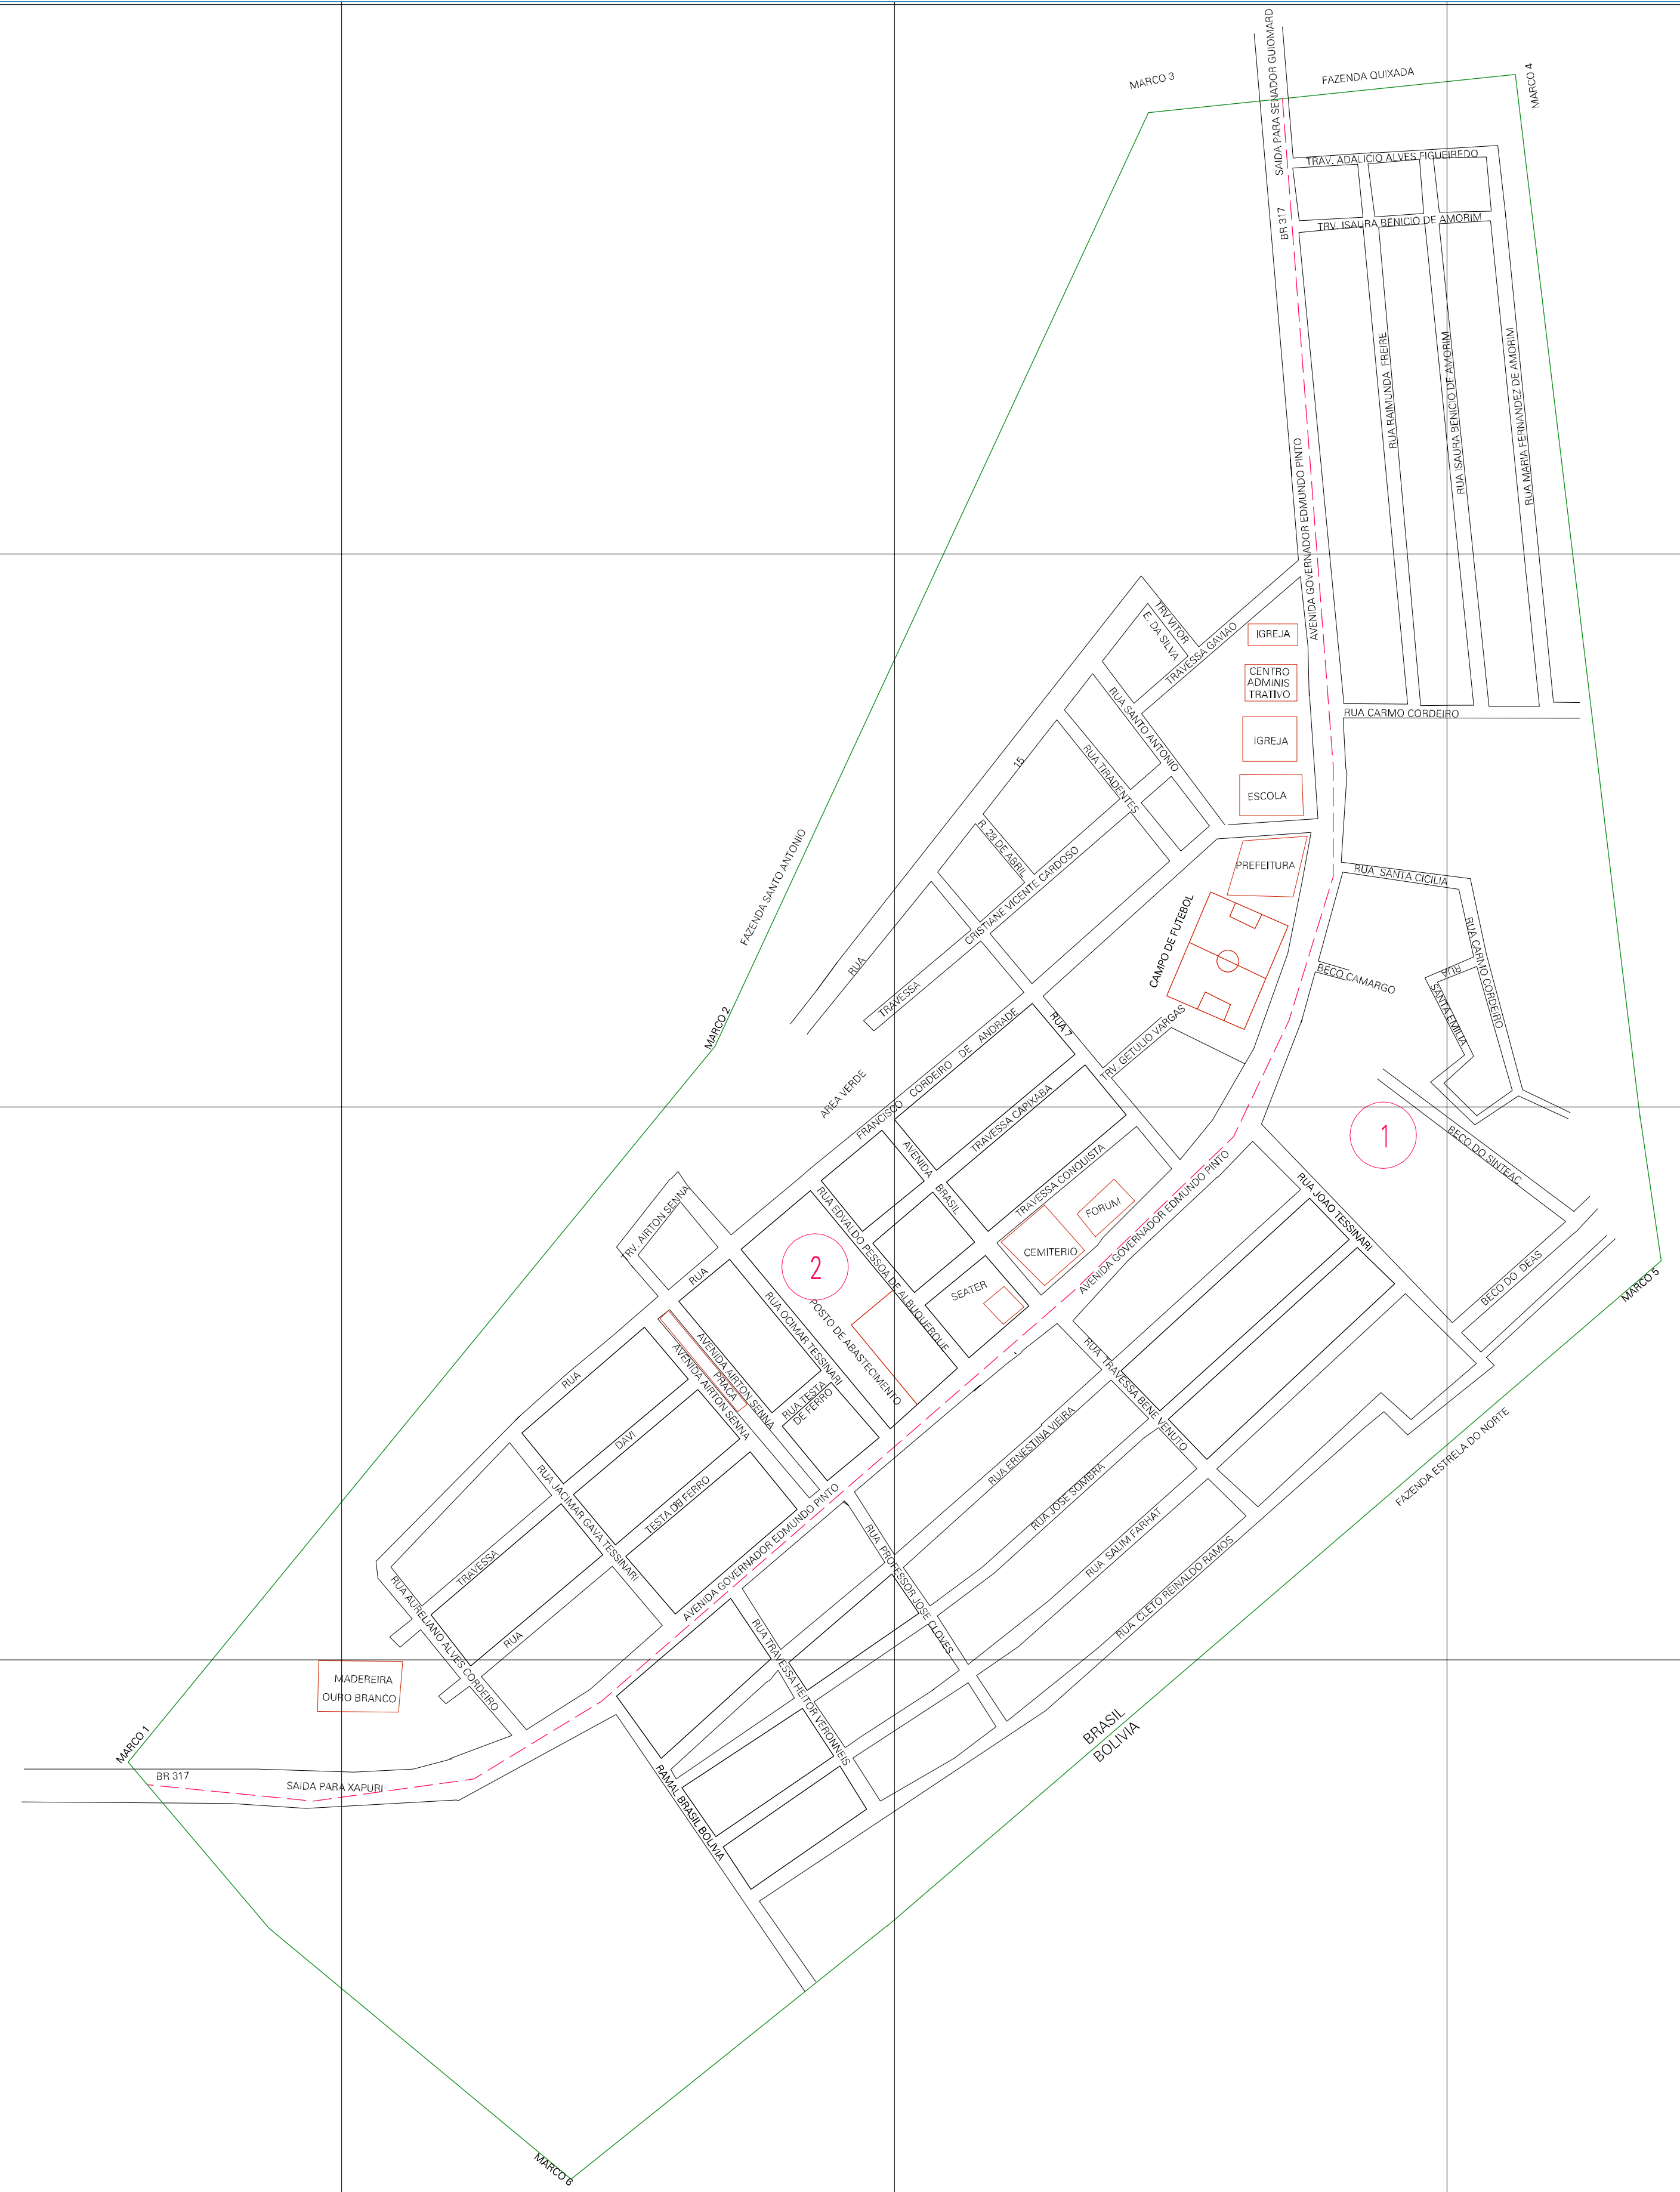 SAIDA PARA SENADOR GUIOMARD
MARCO 3
FAZENDA QUIXADA
MARCO 4
TRAV. ADALICIO ALVES FIGUEIREDO
BR 317
TRV. ISAURA BENICIO DE AMORIM
RUA RAIMUNDA FREIRE
RUA ISAURA BENICIO DE AMORIM
RUA MARIA FERNANDEZ DE AMORIM
AVENIDA GOVERNADOR EDMUNDO PINTO
TRV VITOR
E. DA SILVA
TRAVESSA GAVIAO
IGREJA
CENTRO
ADMINIS
TRATIVO
RUA SANTO ANTONIO
RUA CARMO CORDEIRO
IGREJA
RUA TIRADENTES
15
ESCOLA
R. 28 DE ABRIL
CRISTIANE VICENTE CARDOSO
PREFEITURA
RUA SANTA CICILIA
FAZENDA SANTO ANTONIO
CAMPO DE FUTEBOL
RUA CARMO CORDEIRO
RUA
RUA
BECO CAMARGO
SANTA EMILIA
TRAVESSA
MARCO 2
RUA 7
TRV. GETULIO VARGAS
FRANCISCO CORDEIRO DE ANDRADE
AREA VERDE
TRAVESSA CAPIXABA
1
BECO DO SINTEAC
AVENIDA BRASIL
TRAVESSA CONQUISTA
AVENIDA GOVERNADOR EDMUNDO PINTO
RUA JOAO TESSINARI
FORUM
TRV. AIRTON SENNA
RUA EDVALDO PESSOA DE ALBUQUERQUE
CEMITERIO
2
RUA
SEATER
BECO DO DEAS
MARCO 5
RUA OCIMAR TESSINARI
POSTO DE ABASTECIMENTO
AVENIDA AIRTON SENNA
PRACA
AVENIDA AIRTON SENNA
RUA
RUA TESTA
DE FERRO
RUA TRAVESSA BENE VENUTO
RUA ERNESTINA VIEIRA
DAVI
FAZENDA ESTRELA DO NORTE
RUA JACIMAR GAVA TESSINARI
TESTA DE FERRO
AVENIDA GOVERNADOR EDMUNDO PINTO
RUA JOSE SOMBRA
RUA PROFESSOR JOSE CLOVES
RUA SALIM FARHAT
TRAVESSA
RUA CLETO REINALDO RAMOS
RUA AURELIANO ALVES CORDEIRO
RUA
RUA TRAVESSA HEITOR VERONNEIS
MADEREIRA
OURO BRANCO
BRASIL
BOLIVIA
MARCO 1
BR 317
SAIDA PARA XAPURI
RAMAL BRASIL BOLIVIA
MARCO 6